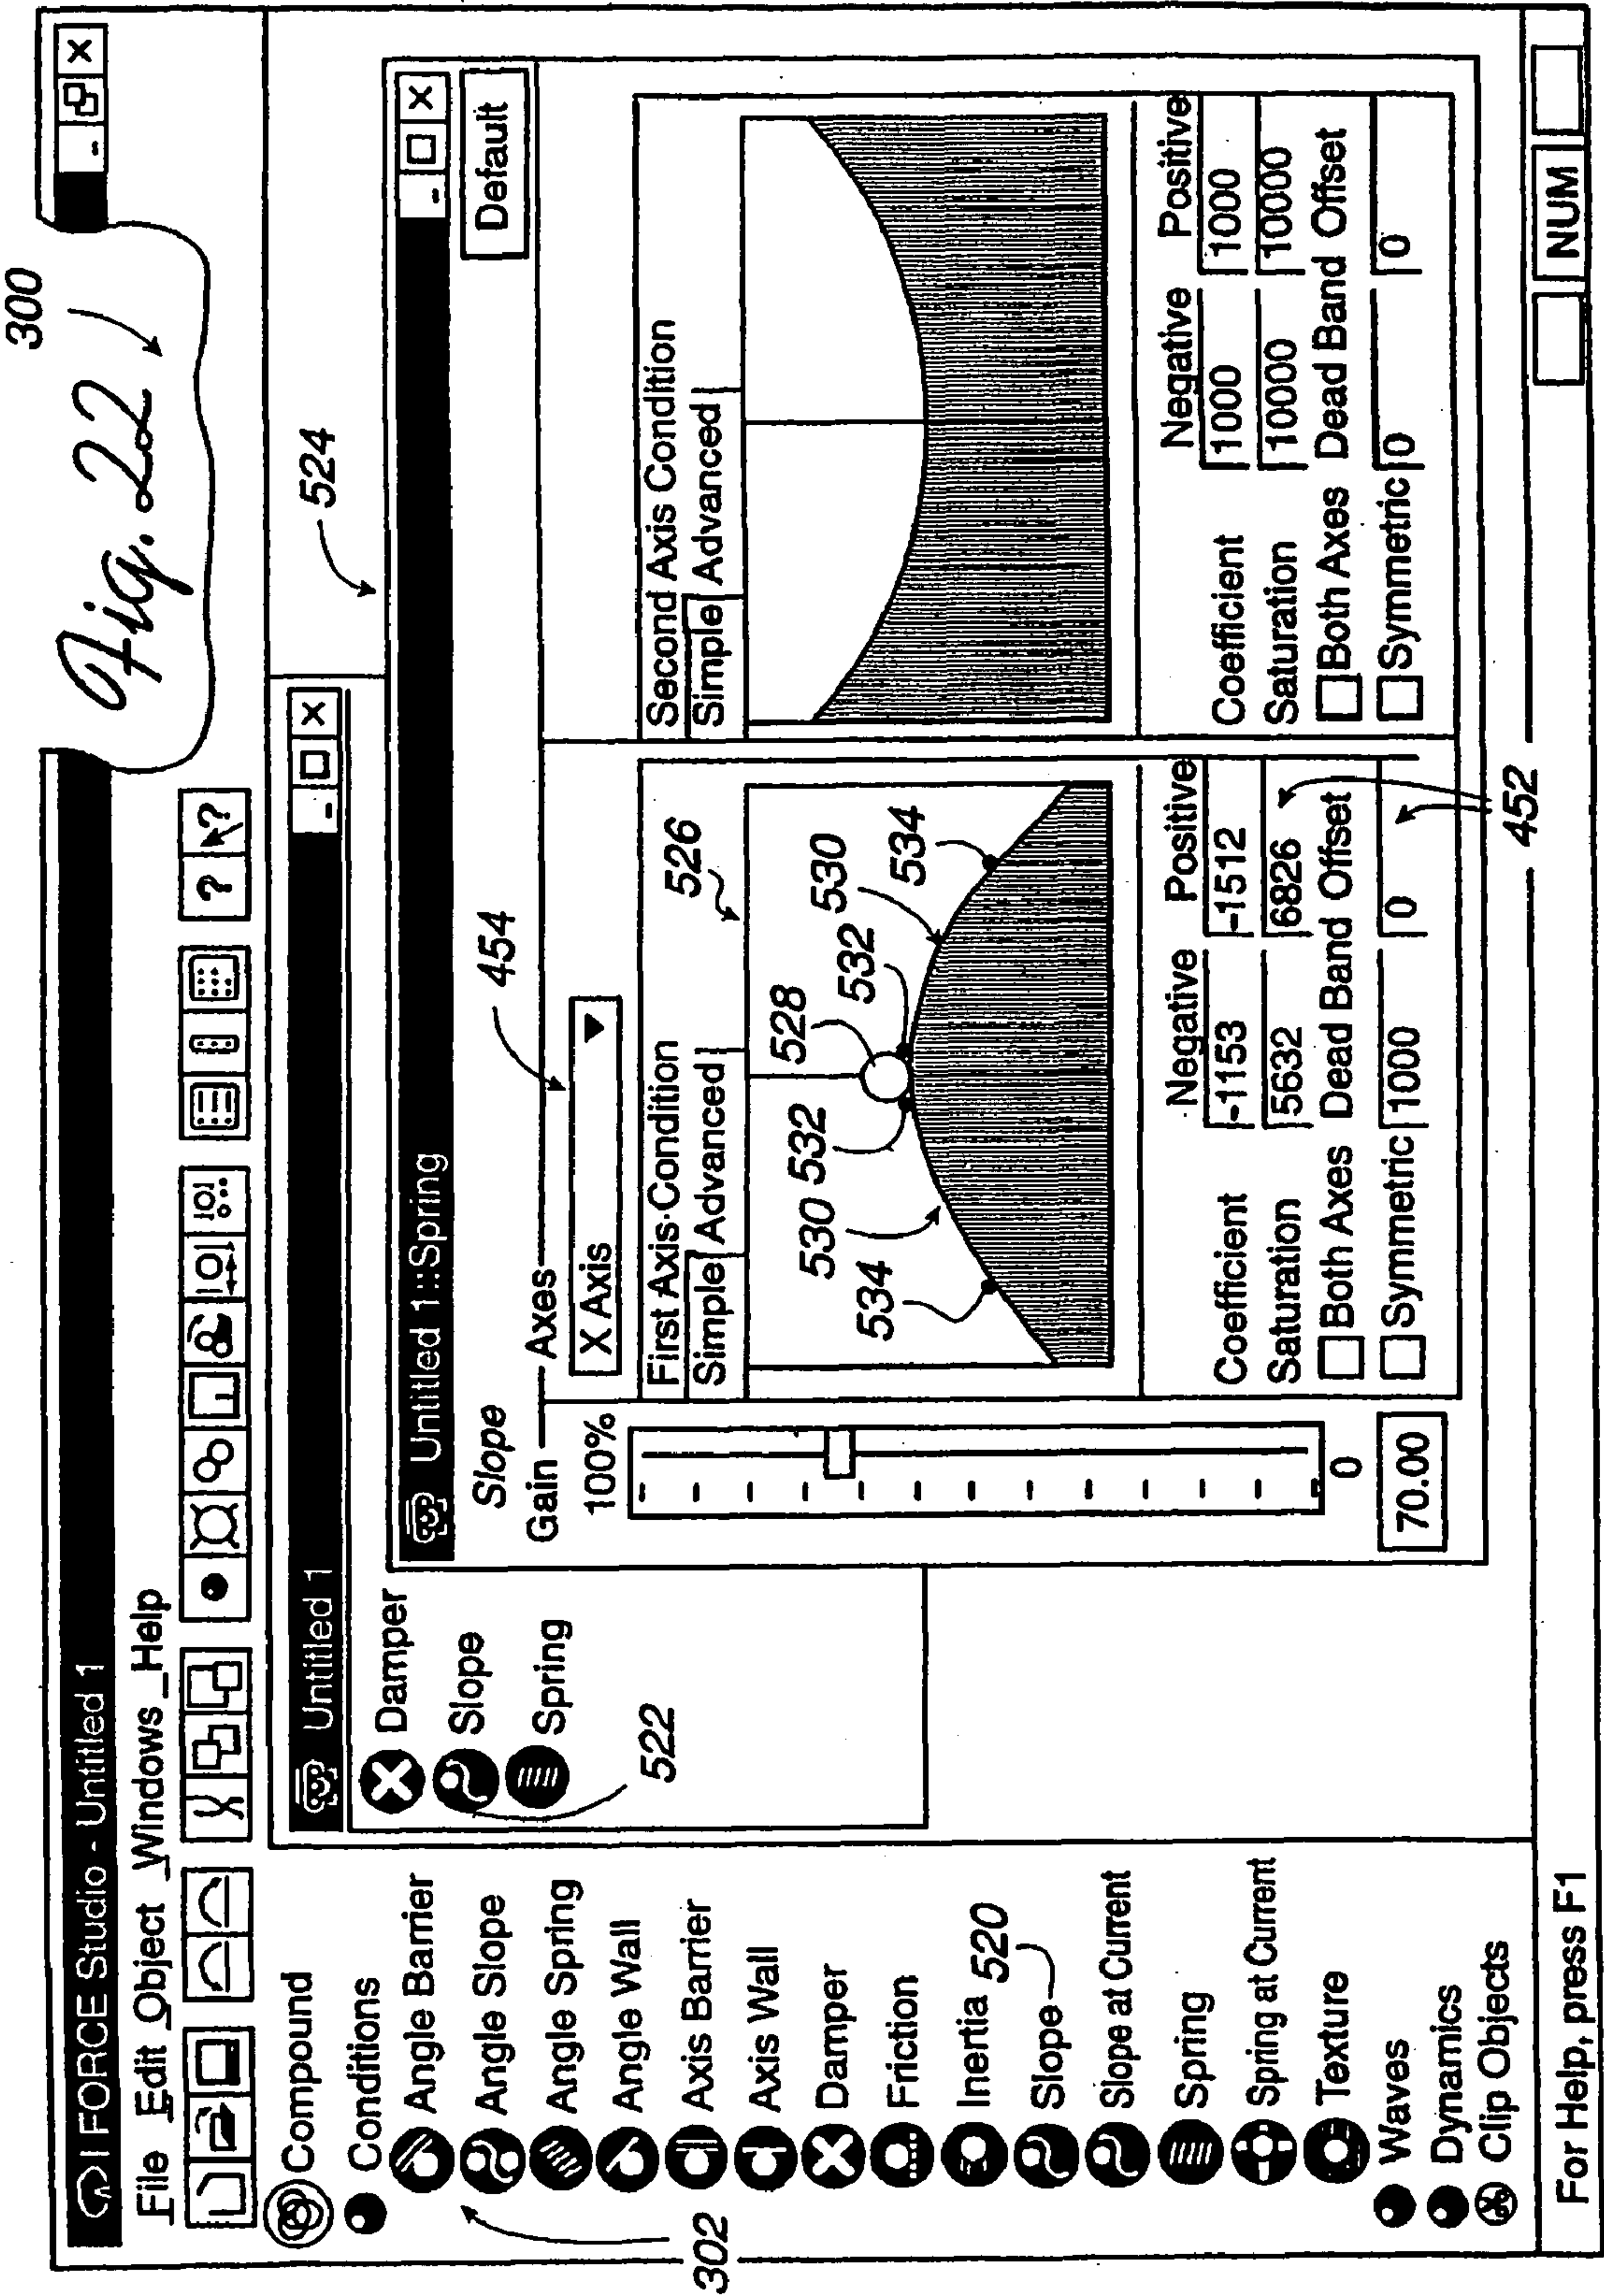 300
Fig. 22
I FORCE Studio - Untitled 1
File Edit Object Windows Help
Compound
Conditions
Angle Barrier
Angle Slope
Angle Spring
Angle Wall
Axis Barrier
Axis Wall
Damper
Friction
Inertia
520
Slope
Slope at Current
Spring
Spring at Current
Texture
Waves
Dynamics
Clip Objects
302
Untitled 1
Damper
Slope
Spring
522
524
Untitled 1::Spring
Slope
Default
Gain
100%
0
70.00
Axes
454
X Axis
First Axis Condition
Simple Advanced
526
528
530
532
534
532
530
534
Negative Positive
Coefficient -1153 -1512
Saturation 5632 6826
Both Axes Dead Band Offset
Symmetric 1000 0
452
Second Axis Condition
Simple Advanced
Negative Positive
Coefficient 1000 1000
Saturation 10000 10000
Both Axes Dead Band Offset
Symmetric 0 0
For Help, press F1
NUM